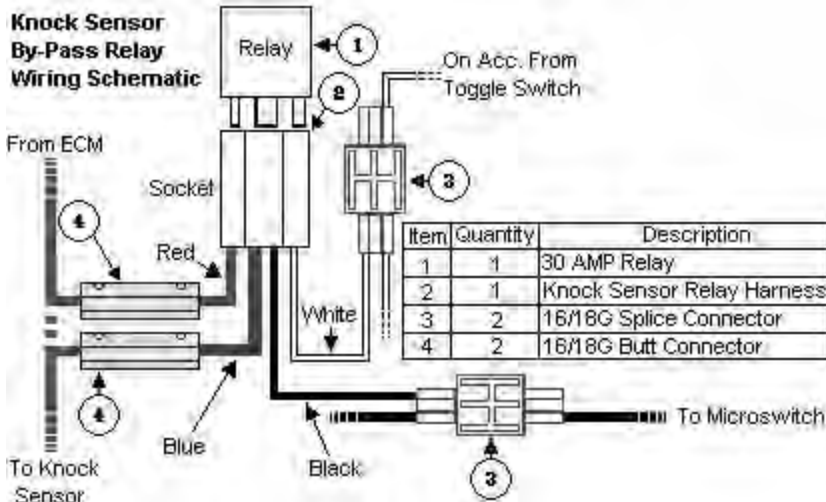 Knock Sensor
By-Pass Relay
Wiring Schematic
Relay
1
On Acc. From
Toggle Switch
2
From ECM
Socket
3
4
Red
Item Quantity Description
1 1 30 AMP Relay
2 1 Knock Sensor Relay Harness
3 2 16/18G Splice Connector
4 2 16/18G Butt Connector
White
4
Blue
Black
To Microswitch
3
To Knock
Sensor